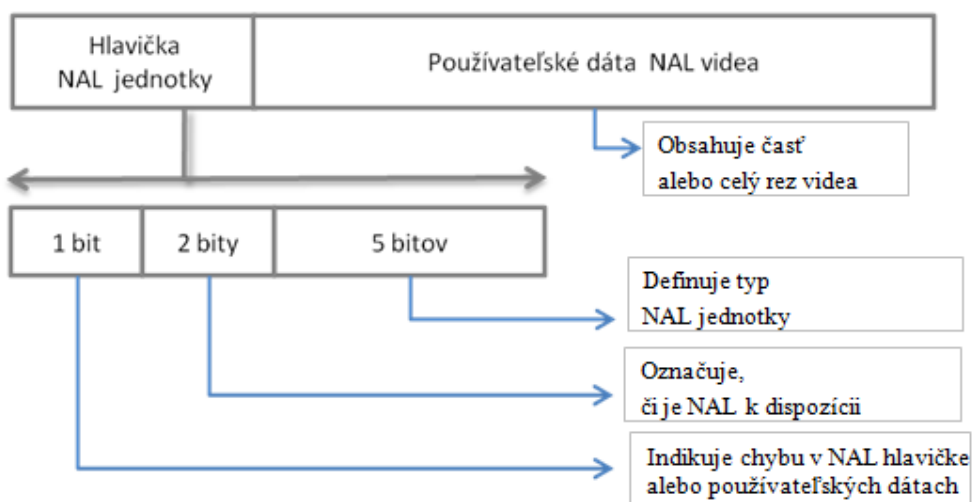 Hlavička
NAL jednotky
Používateľské dáta NAL videa
Obsahuje časť
alebo celý rez videa
1 bit
2 bity
5 bitov
Definuje typ
NAL jednotky
Označuje,
či je NAL k dispozícii
Indikuje chybu v NAL hlavičke
alebo používateľských dátach